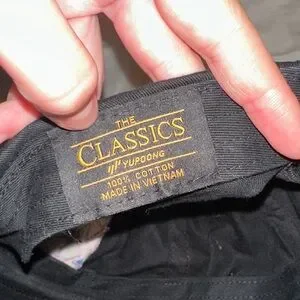 THE
CLASSICS
YUPOONG
100% COTTON
MADE IN VIETNAM